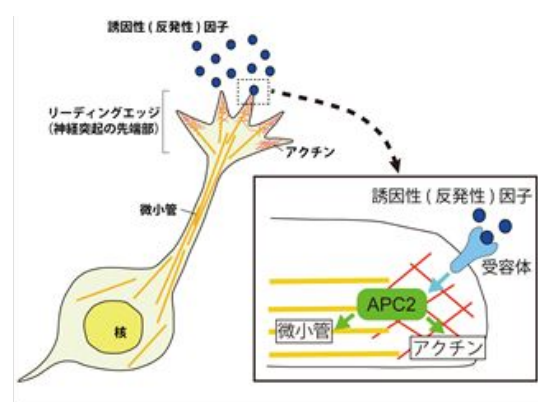 誘因性(反発性)因子
リーディングエッジ
(神経突起の先端部)
アクチン
微小管
核
誘因性(反発性)因子
受容体
APC2
微小管
アクチン